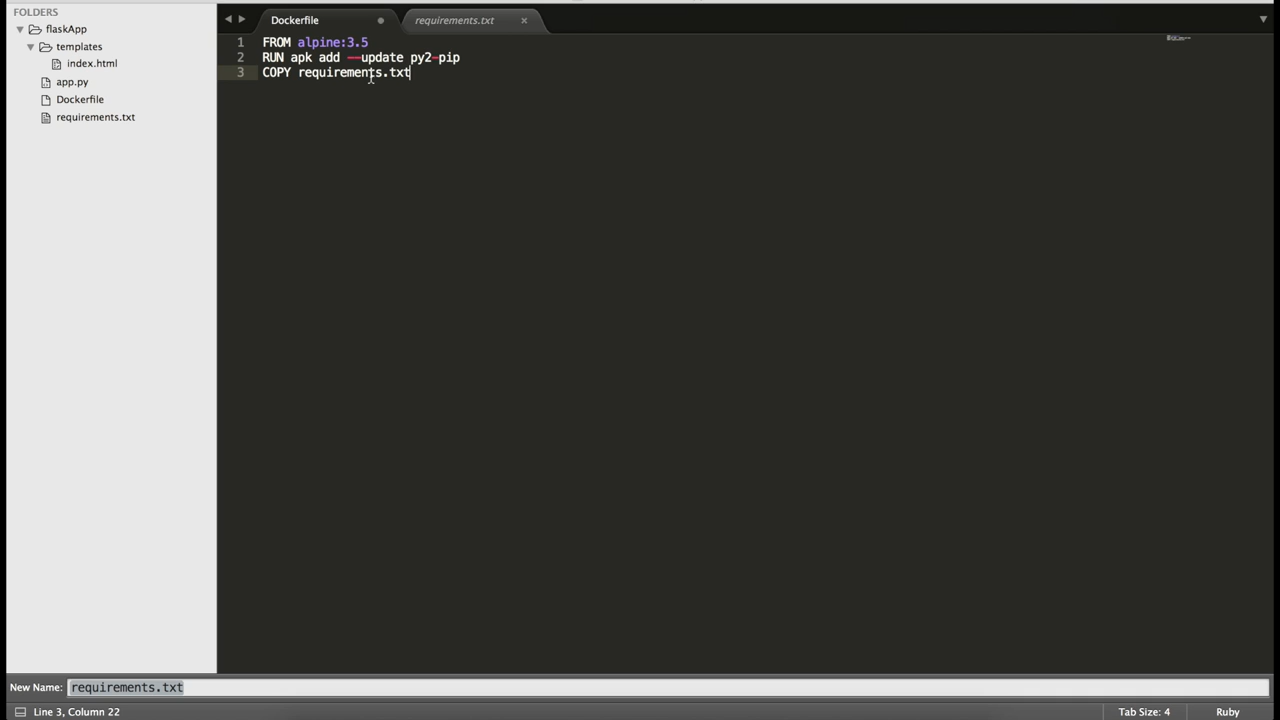 FOLDERS
flaskApp
templates
index.html
app.py
Dockerfile
requirements.txt
Dockerfile
requirements.txt ×
1 FROM alpine:3.5
2 RUN apk add --update py2-pip
3 COPY requirements.txt
New Name: requirements.txt
Line 3, Column 22
Tab Size: 4
Ruby